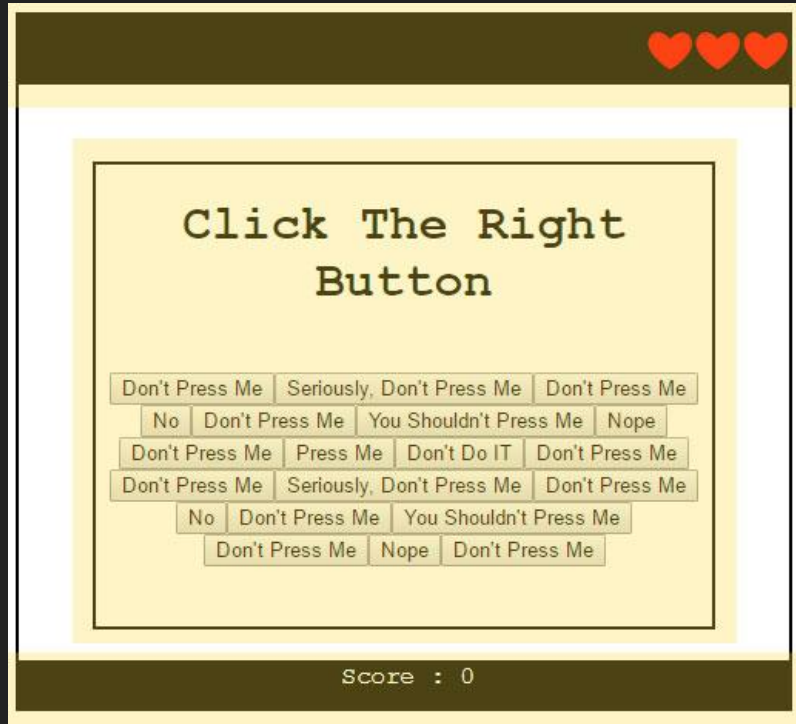 Click The Right
Button
Don't Press Me Seriously, Don't Press Me Don't Press Me
No Don't Press Me You Shouldn't Press Me Nope
Don't Press Me Press Me Don't Do IT Don't Press Me
Don't Press Me Seriously, Don't Press Me Don't Press Me
No Don't Press Me You Shouldn't Press Me
Don't Press Me Nope Don't Press Me
Score : 0